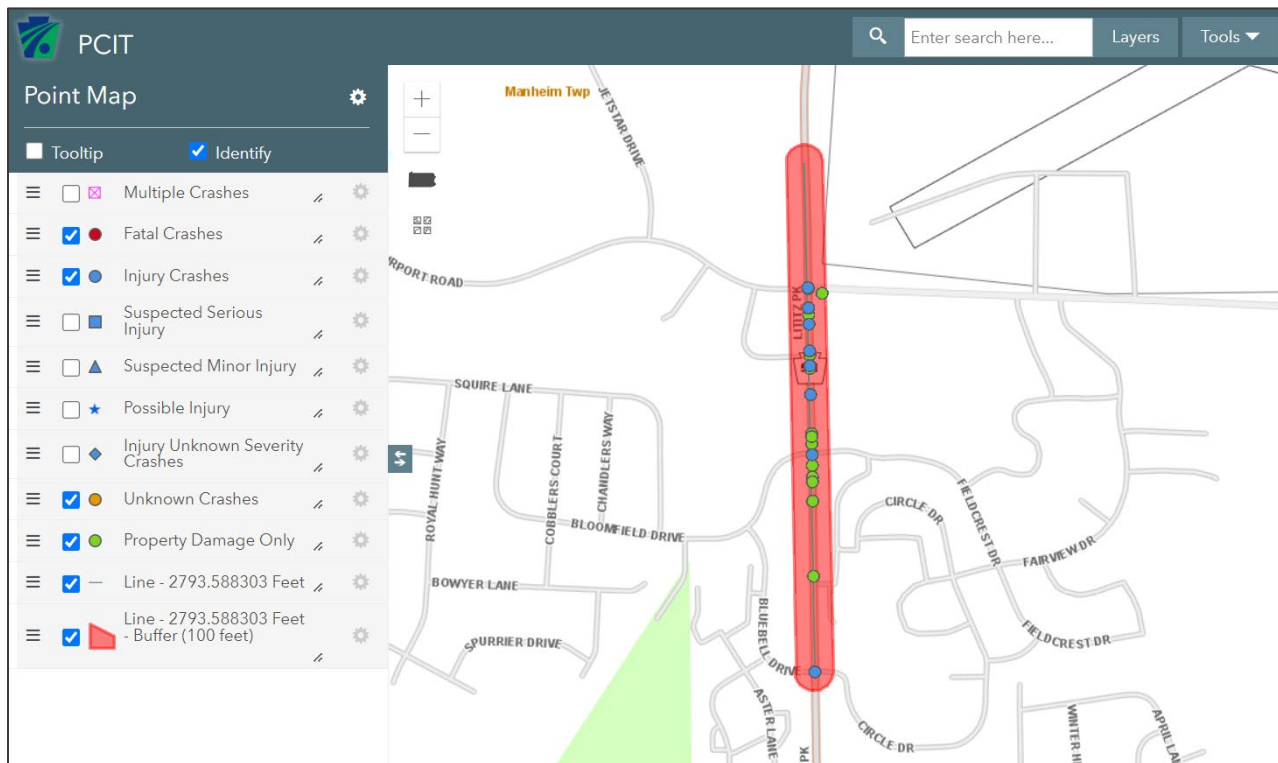 PCIT
Enter search here...
Layers
Tools
Point Map
Tooltip
Identify
Multiple Crashes
Fatal Crashes
Injury Crashes
Suspected Serious
Injury
Suspected Minor Injury
Possible Injury
Injury Unknown Severity
Crashes
Unknown Crashes
Property Damage Only
Line - 2793.588303 Feet
Line - 2793.588303 Feet
- Buffer (100 feet)
Manheim Twp
JETSTAR DRIVE
RPORT ROAD
LITITZ PK
SQUIRE LANE
ROYAL HUNT WAY
COBBLERS COURT
CHANDLERS WAY
BLOOMFIELD DRIVE
BOWYER LANE
SPURRIER DRIVE
BLUEBELL DRIVE
ASTER LANE
PK
CIRCLE DR
FIELDCREST DR
FAIRVIEW DR
FIELDCREST DR
CIRCLE DR
WINTER H
APRIL LA